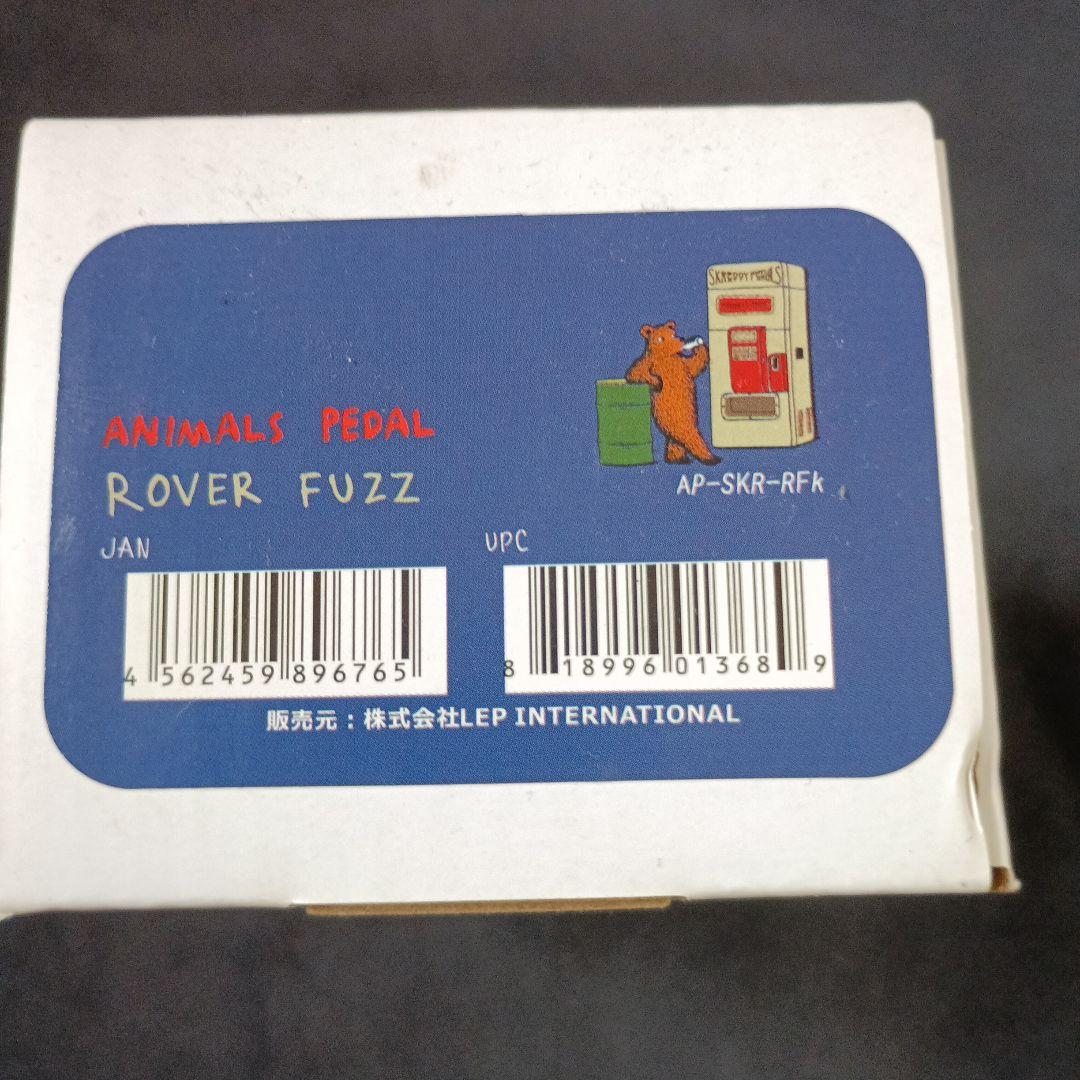 SKREDDY PEDALS
ANIMALS PEDAL
ROVER FUZZ
AP-SKR-RFk
JAN
UPC
4 562459 896765
8 18996 01368 9
販売元：株式会社LEP INTERNATIONAL